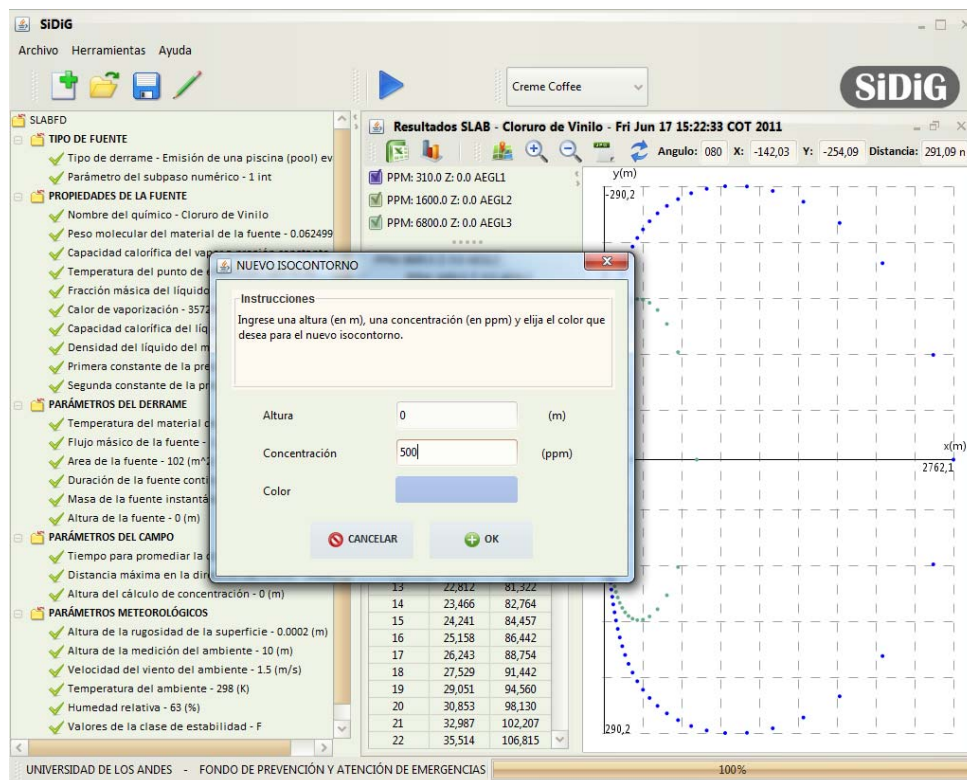 SiDiG
Archivo Herramientas Ayuda
Creme Coffee
SiDiG
SLABFD
TIPO DE FUENTE
Tipo de derrame - Emisión de una piscina (pool) ev
Parámetro del subpaso numérico - 1 int
PROPIEDADES DE LA FUENTE
Nombre del químico - Cloruro de Vinilo
Peso molecular del material de la fuente - 0.062499
Capacidad calorífica del
Temperatura del punto de
Fracción másica del líquido
Calor de vaporización - 3572
Capacidad calorífica del líq
Densidad del líquido del m
Primera constante de la pre
Segunda constante de la pr
PARÁMETROS DEL DERRAME
Temperatura del material
Flujo másico de la fuente -
Area de la fuente - 102 (m^
Duración de la fuente conti
Masa de la fuente instantá
Altura de la fuente - 0 (m)
PARÁMETROS DEL CAMPO
Tiempo para promediar la
Distancia máxima en la
Altura del cálculo de concentración - 0 (m)
PARÁMETROS METEOROLÓGICOS
Altura de la rugosidad de la superficie - 0.0002 (m)
Altura de la medición del ambiente - 10 (m)
Velocidad del viento del ambiente - 1.5 (m/s)
Temperatura del ambiente - 298 (K)
Humedad relativa - 63 (%)
Valores de la clase de estabilidad - F
Resultados SLAB - Cloruro de Vinilo - Fri Jun 17 15:22:33 COT 2011
Angulo: 080 X: -142,03 Y: -254,09 Distancia: 291,09
PPM: 310.0 Z: 0.0 AEGL1
PPM: 1600.0 Z: 0.0 AEGL2
PPM: 6800.0 Z: 0.0 AEGL3
y(m)
-290,2
x(m)
2762,1
290,2
NUEVO ISOCONTORNO
Instrucciones
Ingrese una altura (en m), una concentración (en ppm) y elija el color que
desea para el nuevo isocontorno.
Altura 0 (m)
Concentración 500 (ppm)
Color
CANCELAR OK
13 22,812 81,322
14 23,466 82,764
15 24,241 84,457
16 25,158 86,442
17 26,243 88,754
18 27,529 91,442
19 29,051 94,560
20 30,853 98,130
21 32,987 102,207
22 35,514 106,815
UNIVERSIDAD DE LOS ANDES - FONDO DE PREVENCIÓN Y ATENCIÓN DE EMERGENCIAS
100%